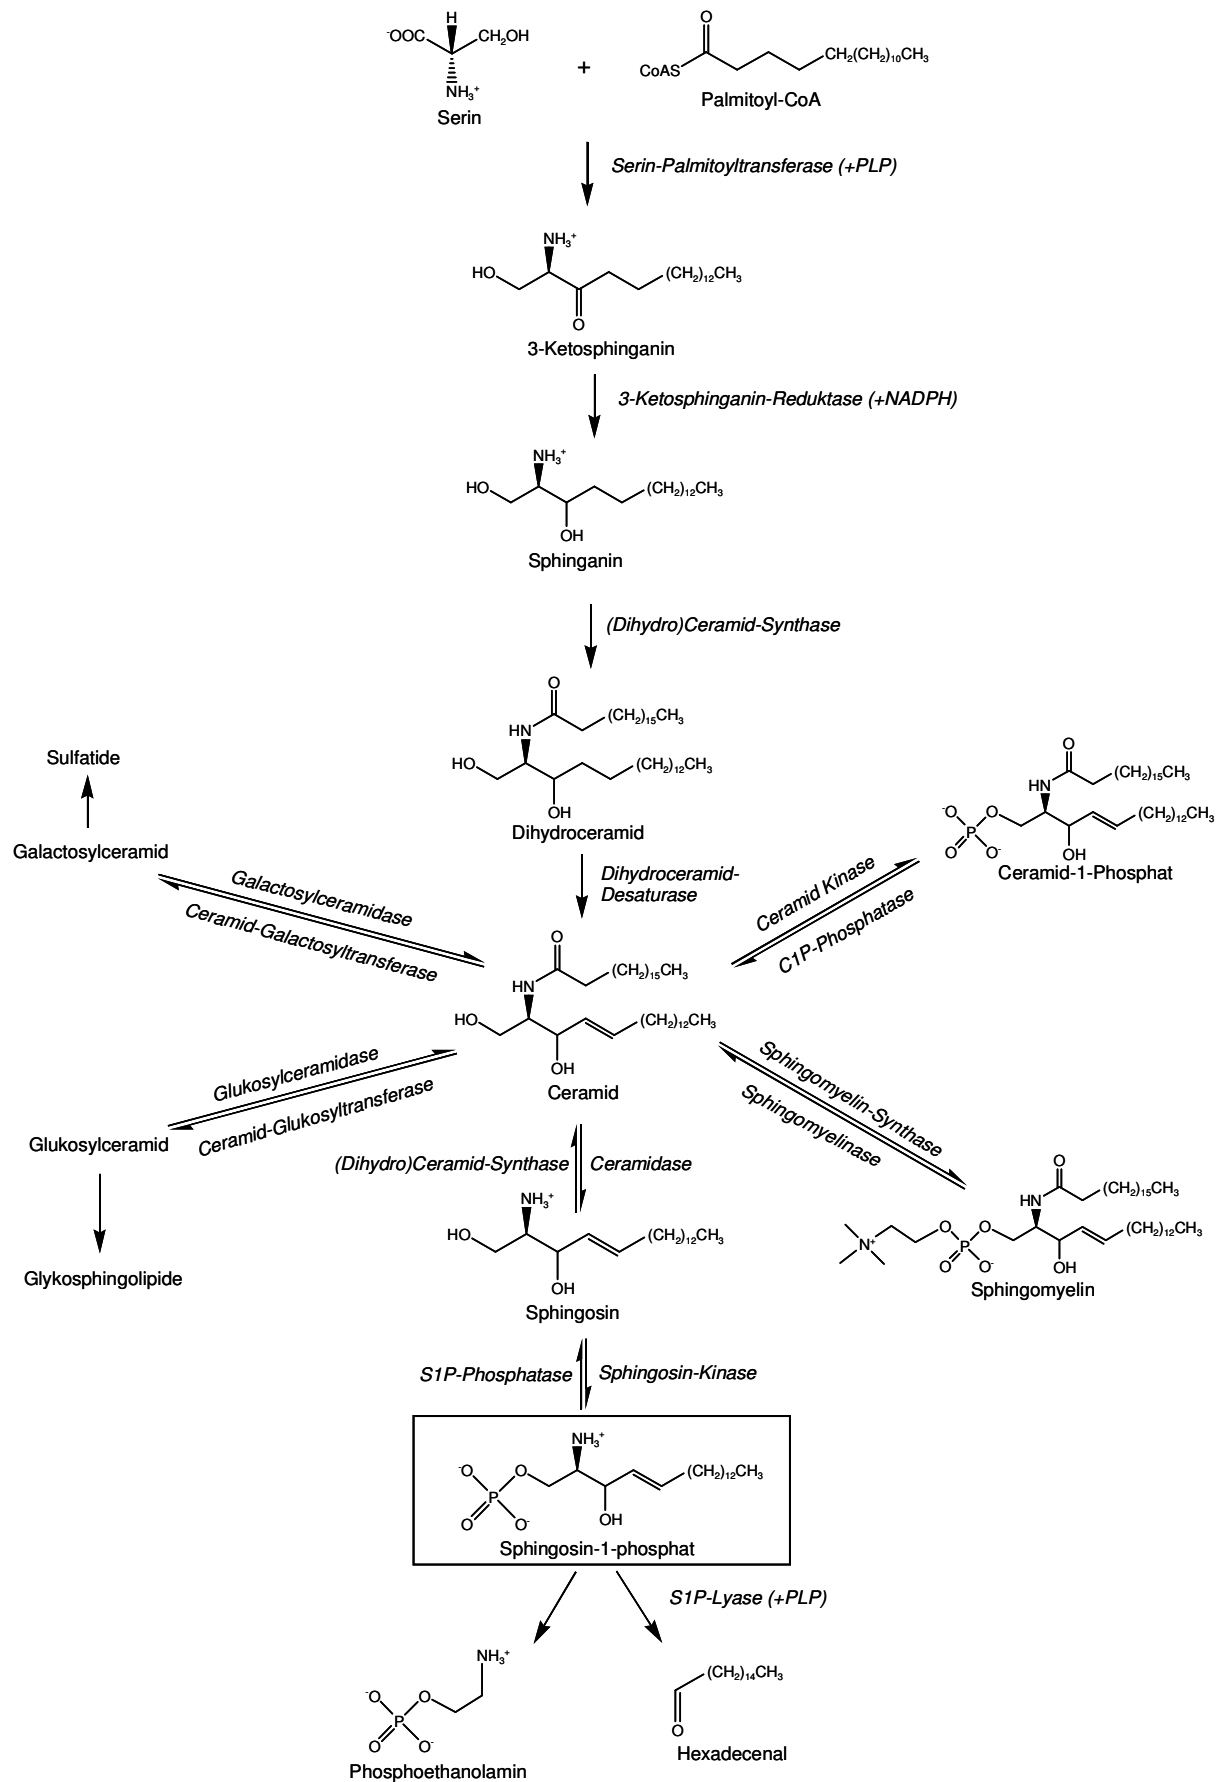 ⁻OOC
H
CH₂OH
NH₃⁺
Serin
+
O
CoAS
CH₂(CH₂)₁₀CH₃
Palmitoyl-CoA
Serin-Palmitoyltransferase (+PLP)
NH₃⁺
HO
(CH₂)₁₂CH₃
O
3-Ketosphinganin
3-Ketosphinganin-Reduktase (+NADPH)
NH₃⁺
HO
(CH₂)₁₂CH₃
OH
Sphinganin
(Dihydro)Ceramid-Synthase
O
(CH₂)₁₅CH₃
HN
HO
(CH₂)₁₂CH₃
OH
Dihydroceramid
Sulfatide
Galactosylceramid
Dihydroceramid-
Desaturase
O
(CH₂)₁₅CH₃
HN
⁻O
O
(CH₂)₁₂CH₃
P
O
O⁻
OH
Ceramid-1-Phosphat
Galactosylceramidase
Ceramid-Galactosyltransferase
Ceramid Kinase
C1P-Phosphatase
O
(CH₂)₁₅CH₃
HN
HO
(CH₂)₁₂CH₃
OH
Ceramid
Glukosylceramidase
Ceramid-Glukosyltransferase
Glukosylceramid
Glykosphingolipide
Sphingomyelin-Synthase
Sphingomyelinase
(Dihydro)Ceramid-Synthase
Ceramidase
O
(CH₂)₁₅CH₃
HN
N⁺
O
P
O
O
O⁻
(CH₂)₁₂CH₃
OH
Sphingomyelin
NH₃⁺
HO
(CH₂)₁₂CH₃
OH
Sphingosin
S1P-Phosphatase
Sphingosin-Kinase
NH₃⁺
⁻O
O
(CH₂)₁₂CH₃
P
O
O⁻
OH
Sphingosin-1-phosphat
S1P-Lyase (+PLP)
NH₃⁺
⁻O
O
P
O
O⁻
Phosphoethanolamin
(CH₂)₁₄CH₃
O
Hexadecenal